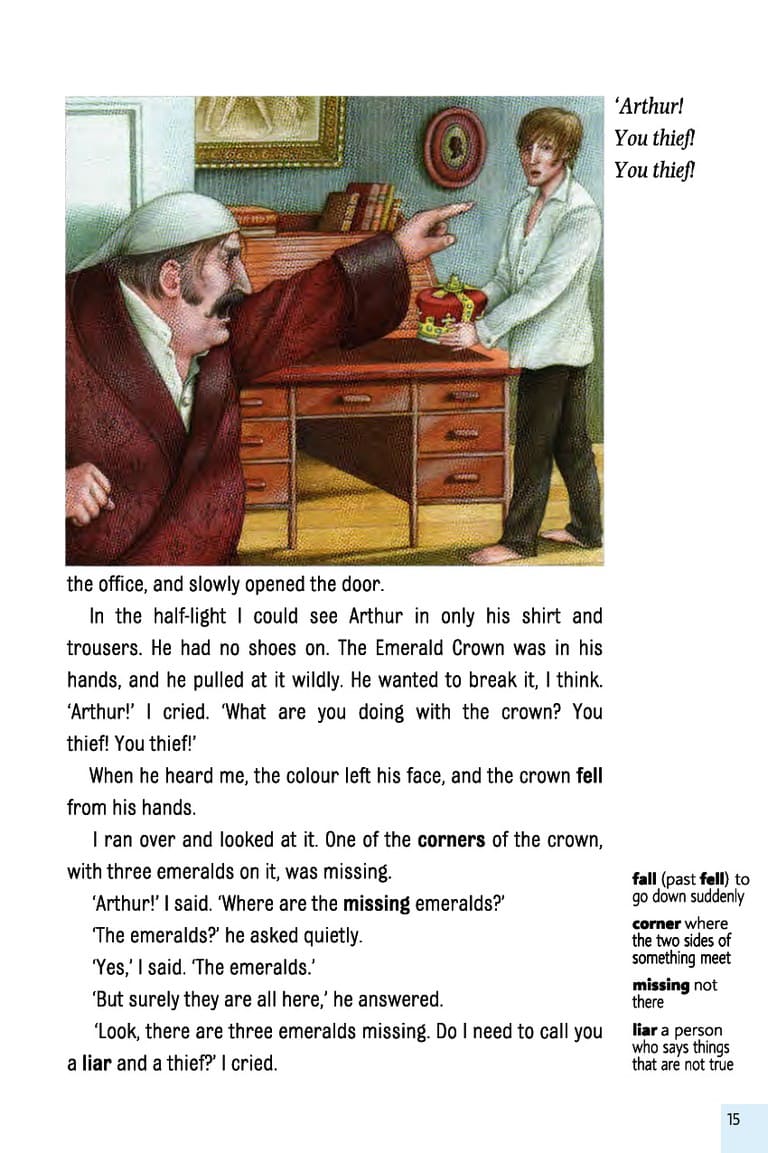 ‘Arthur!
You thief!
You thief!
the office, and slowly opened the door.
In the half-light I could see Arthur in only his shirt and
trousers. He had no shoes on. The Emerald Crown was in his
hands, and he pulled at it wildly. He wanted to break it, I think.
‘Arthur!’ I cried. ‘What are you doing with the crown? You
thief! You thief!’
When he heard me, the colour left his face, and the crown fell
from his hands.
I ran over and looked at it. One of the corners of the crown,
with three emeralds on it, was missing.
‘Arthur!’ I said. ‘Where are the missing emeralds?’
‘The emeralds?’ he asked quietly.
‘Yes,’ I said. ‘The emeralds.’
‘But surely they are all here,’ he answered.
‘Look, there are three emeralds missing. Do I need to call you
a liar and a thief?’ I cried.
fall (past fell) to
go down suddenly
corner where
the two sides of
something meet
missing not
there
liar a person
who says things
that are not true
15